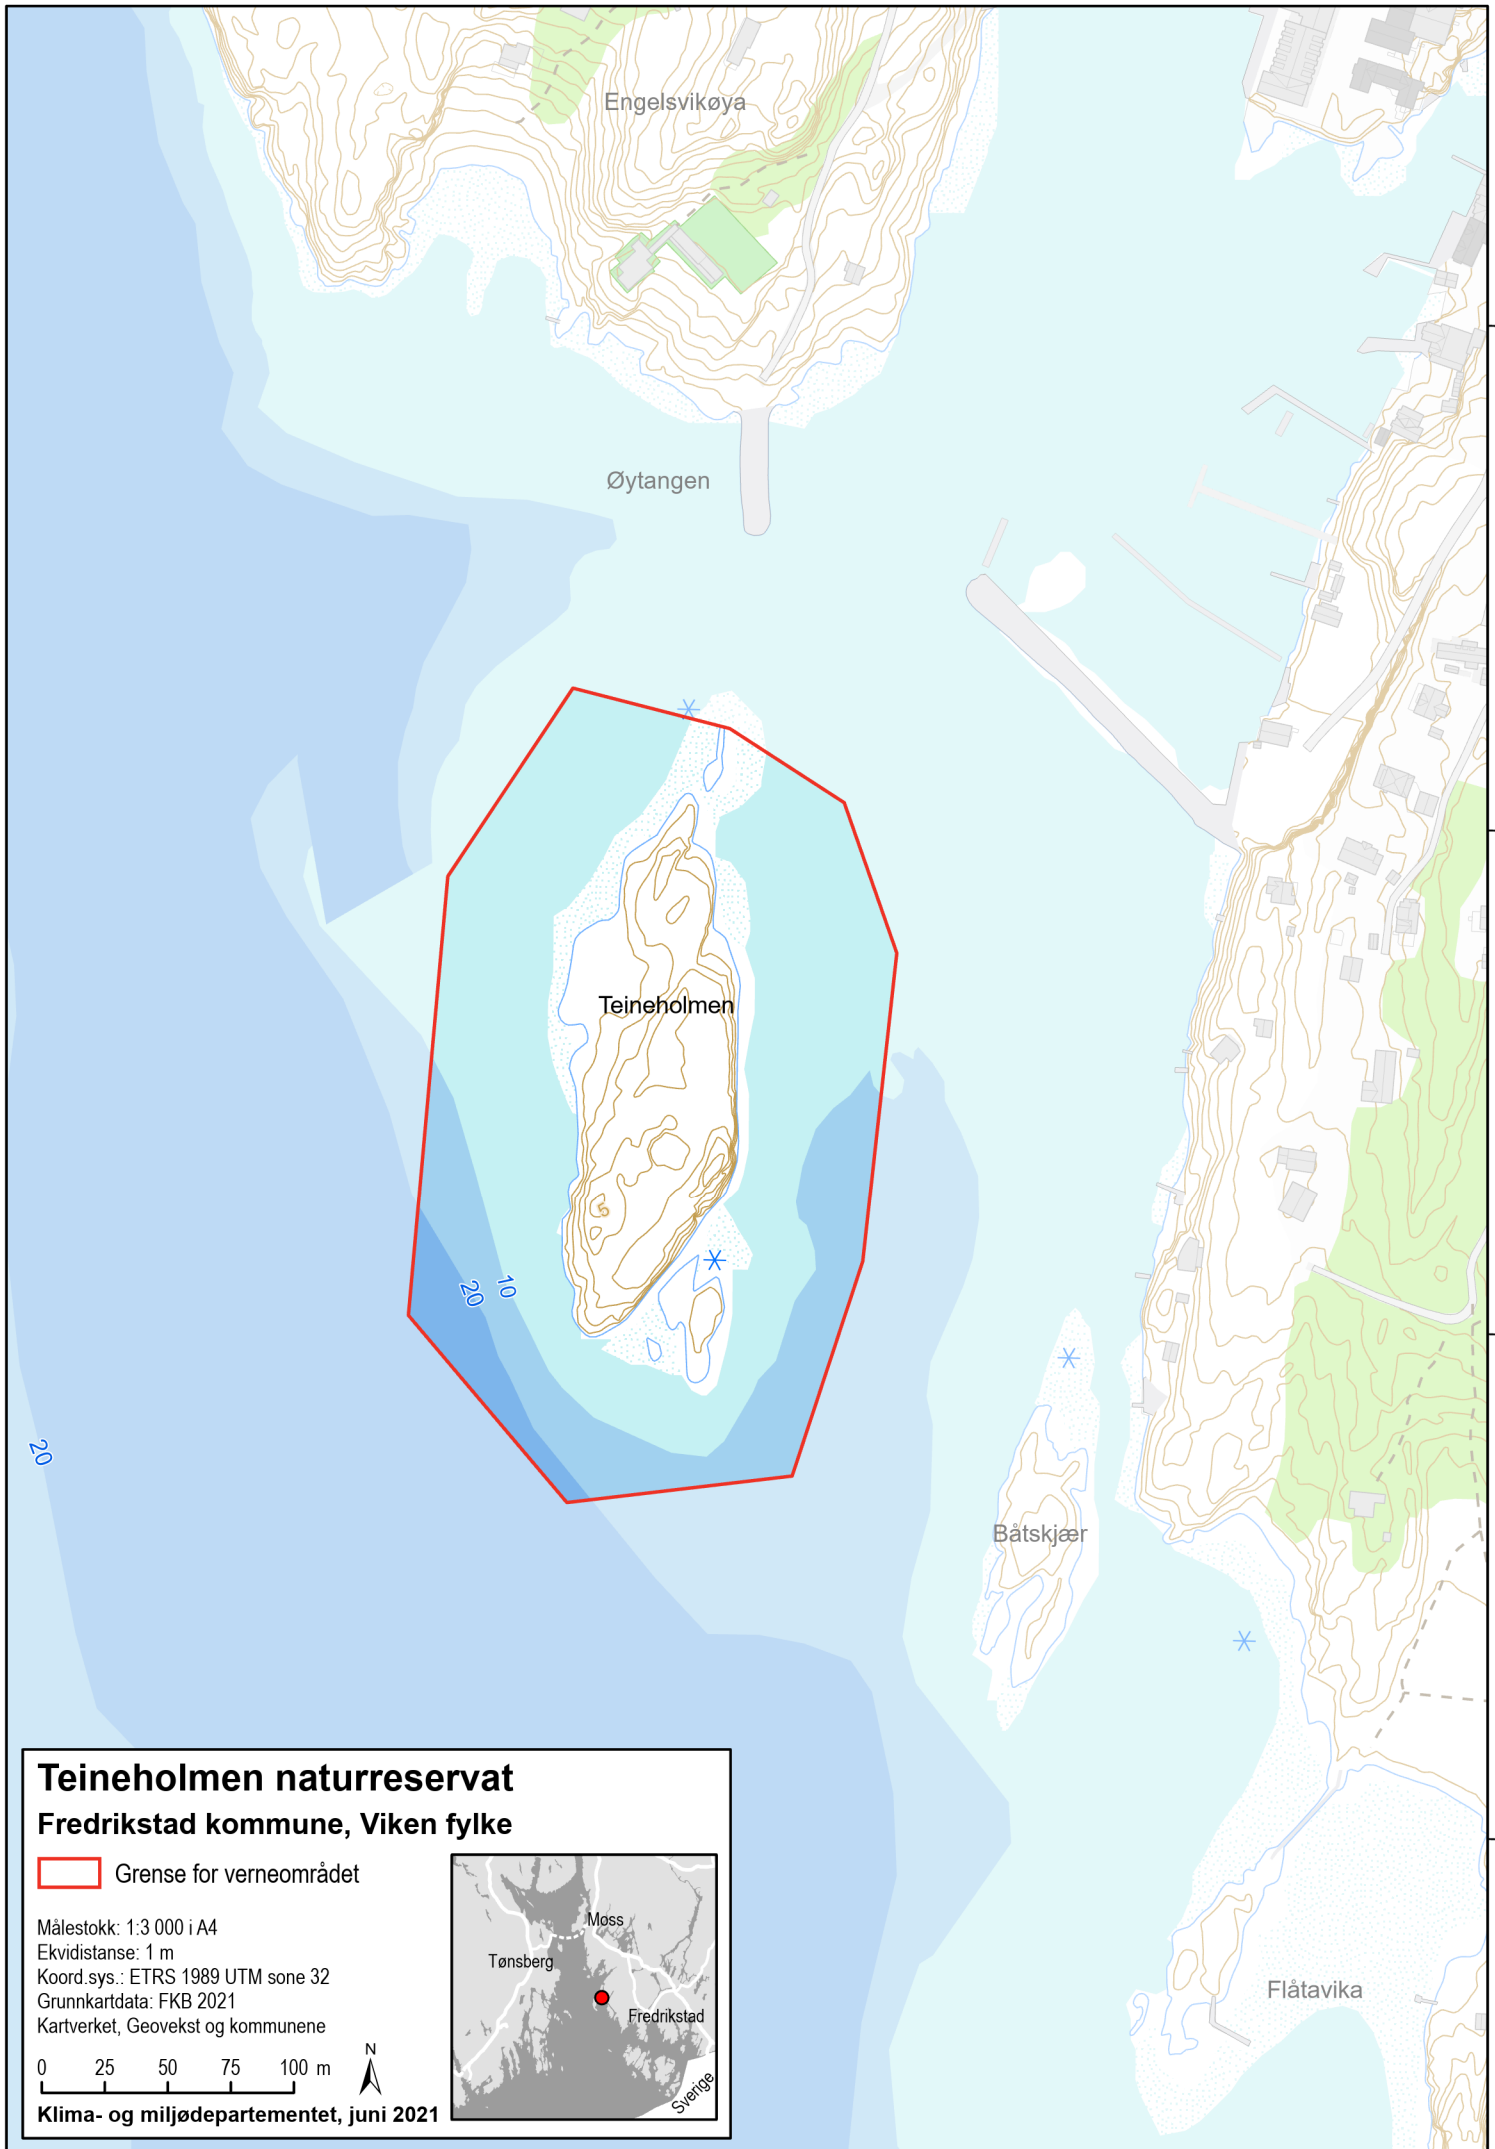 Engelsvikøya
Øytangen
Teineholmen
5
20
10
20
Båtskjær
Flåtavika
Teineholmen naturreservat
Fredrikstad kommune, Viken fylke
Grense for verneområdet
Målestokk: 1:3 000 i A4
Ekvidistanse: 1 m
Koord.sys.: ETRS 1989 UTM sone 32
Grunnkartdata: FKB 2021
Kartverket, Geovekst og kommunene
0 25 50 75 100 m
N
Klima- og miljødepartementet, juni 2021
Moss
Tønsberg
Fredrikstad
Sverige